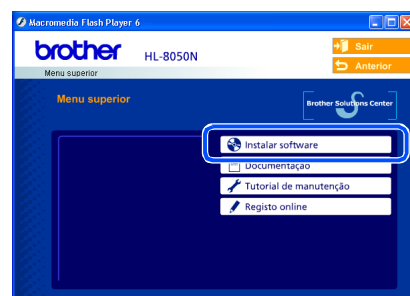 Macromedia Flash Player 6
brother HL-8050N
Sair
Anterior
Menu superior
Menu superior
Brother Solutions Center
Instalar software
Documentação
Tutorial de manutenção
Registo online